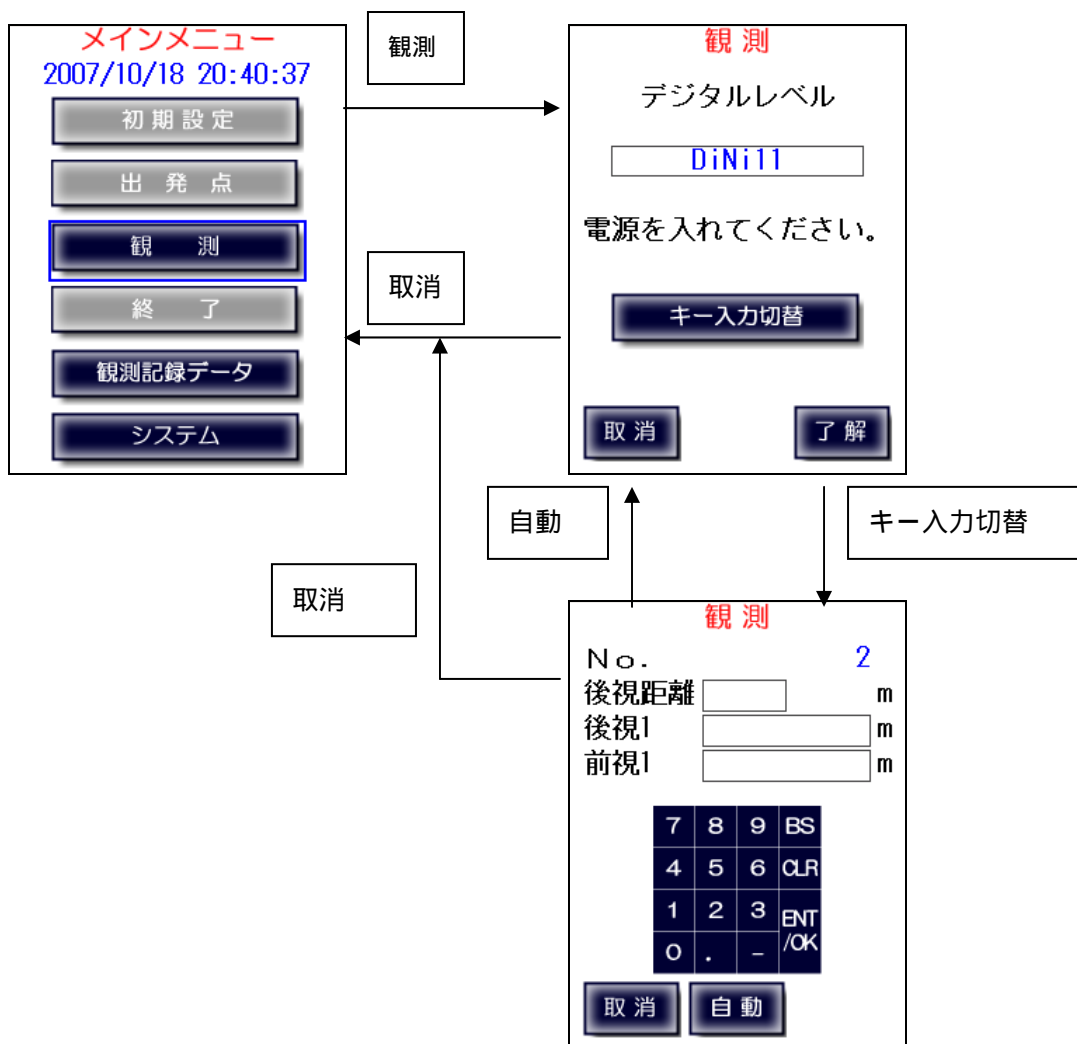 メインメニュー
2007/10/18 20:40:37
初期設定
出 発 点
観 測
終 了
観測記録データ
システム
観測
取消
観 測
デジタルレベル
DiNi11
電源を入れてください。
キー入力切替
取消
了解
自動
キー入力切替
取消
観 測
No. 2
後視距離 m
後視1 m
前視1 m
7 8 9 BS
4 5 6 CLR
1 2 3 ENT
/OK
0 . -
取消
自動